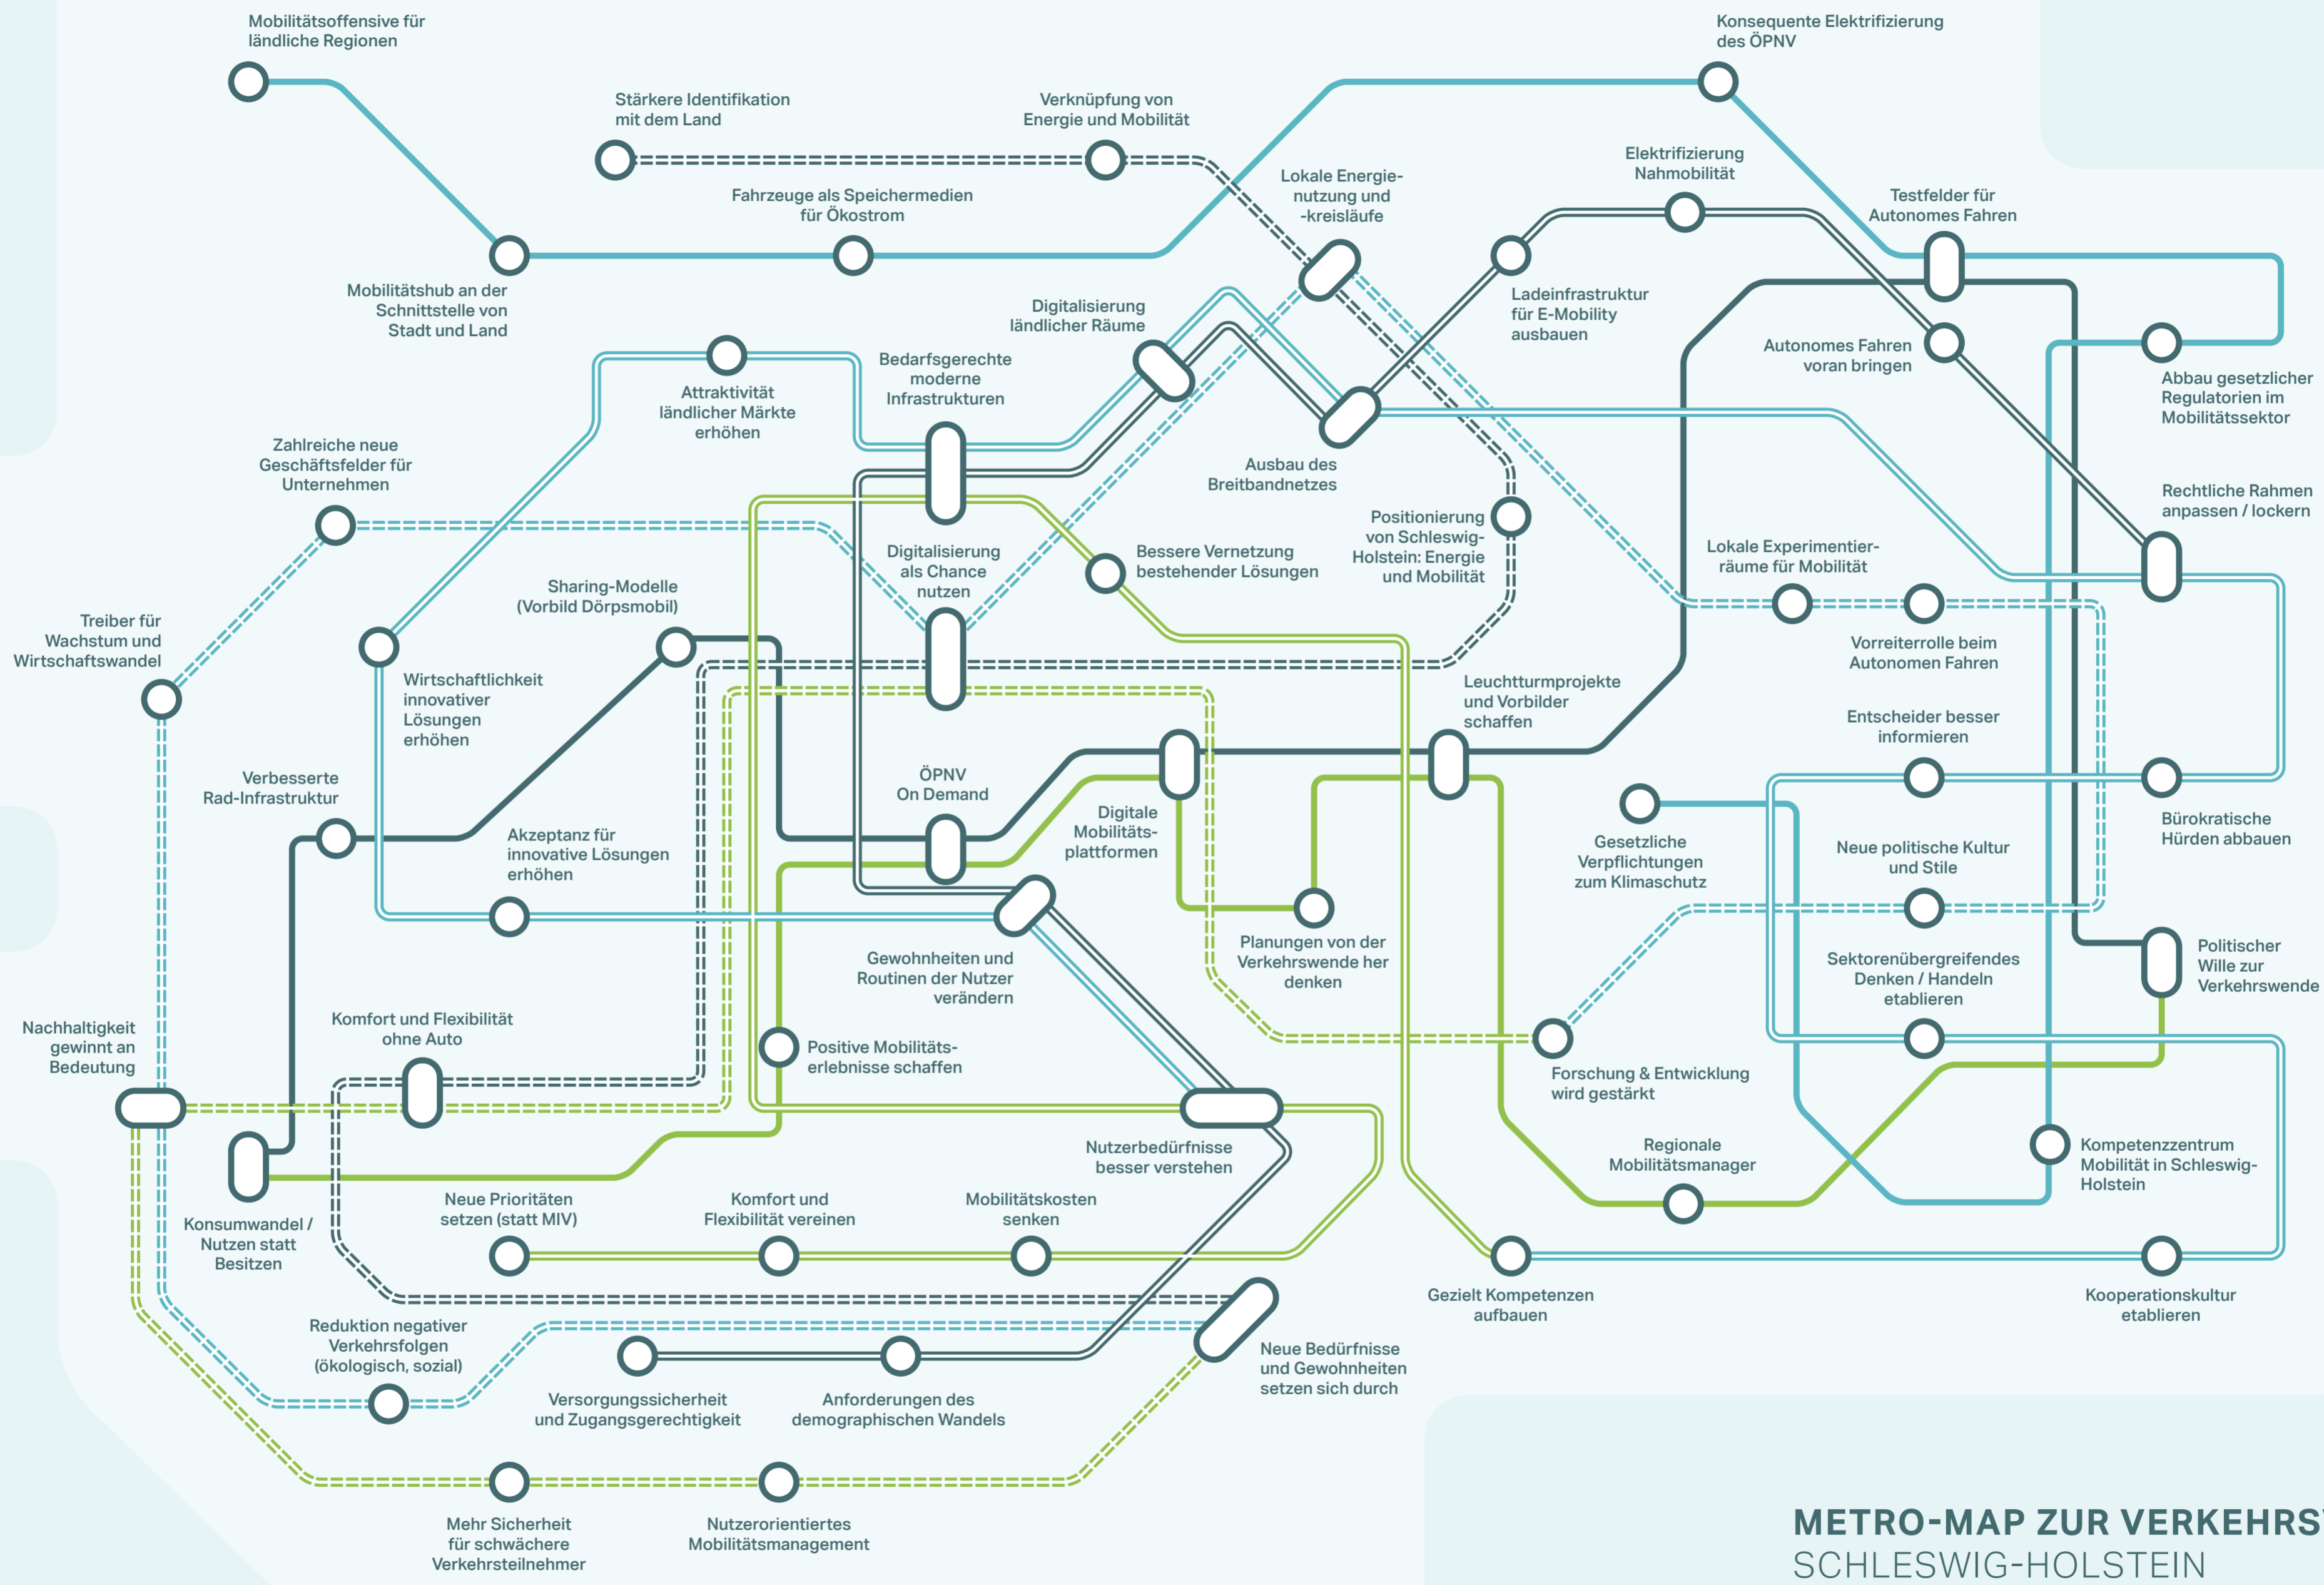 Mobilitätsoffensive für
ländliche Regionen
Konsequente Elektrifizierung
des ÖPNV
Stärkere Identifikation
mit dem Land
Verknüpfung von
Energie und Mobilität
Elektrifizierung
Nahmobilität
Lokale Energie-
nutzung und
-kreisläufe
Fahrzeuge als Speichermedien
für Ökostrom
Testfelder für
Autonomes Fahren
Mobilitätshub an der
Schnittstelle von
Stadt und Land
Digitalisierung
ländlicher Räume
Ladeinfrastruktur
für E-Mobility
ausbauen
Autonomes Fahren
voran bringen
Abbau gesetzlicher
Regulatorien im
Mobilitätssektor
Attraktivität
ländlicher Märkte
erhöhen
Bedarfsgerechte
moderne
Infrastrukturen
Zahlreiche neue
Geschäftsfelder für
Unternehmen
Ausbau des
Breitbandnetzes
Rechtliche Rahmen
anpassen / lockern
Positionierung
von Schleswig-
Holstein: Energie
und Mobilität
Digitalisierung
als Chance
nutzen
Bessere Vernetzung
bestehender Lösungen
Lokale Experimentier-
räume für Mobilität
Sharing-Modelle
(Vorbild Dörpsmobil)
Treiber für
Wachstum und
Wirtschaftswandel
Vorreiterrolle beim
Autonomen Fahren
Wirtschaftlichkeit
innovativer
Lösungen
erhöhen
Leuchtturmprojekte
und Vorbilder
schaffen
Entscheider besser
informieren
Verbesserte
Rad-Infrastruktur
ÖPNV
On Demand
Digitale
Mobilitäts-
plattformen
Gesetzliche
Verpflichtungen
zum Klimaschutz
Bürokratische
Hürden abbauen
Akzeptanz für
innovative Lösungen
erhöhen
Neue politische Kultur
und Stile
Planungen von der
Verkehrswende her
denken
Gewohnheiten und
Routinen der Nutzer
verändern
Sektorenübergreifendes
Denken / Handeln
etablieren
Politischer
Wille zur
Verkehrswende
Nachhaltigkeit
gewinnt an
Bedeutung
Komfort und Flexibilität
ohne Auto
Positive Mobilitäts-
erlebnisse schaffen
Forschung & Entwicklung
wird gestärkt
Nutzerbedürfnisse
besser verstehen
Regionale
Mobilitätsmanager
Kompetenzzentrum
Mobilität in Schleswig-
Holstein
Konsumwandel /
Nutzen statt
Besitzen
Neue Prioritäten
setzen (statt MIV)
Komfort und
Flexibilität vereinen
Mobilitätskosten
senken
Gezielt Kompetenzen
aufbauen
Kooperationskultur
etablieren
Reduktion negativer
Verkehrsfolgen
(ökologisch, sozial)
Versorgungssicherheit
und Zugangsgerechtigkeit
Anforderungen des
demographischen Wandels
Neue Bedürfnisse
und Gewohnheiten
setzen sich durch
Mehr Sicherheit
für schwächere
Verkehrsteilnehmer
Nutzerorientiertes
Mobilitätsmanagement
METRO-MAP ZUR
SCHLESWIG-HOLSTEIN